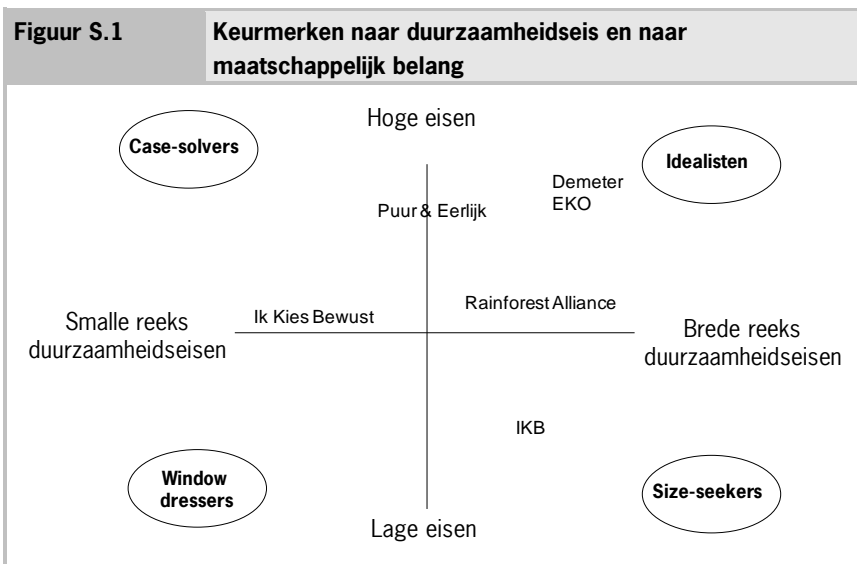 Figuur S.1
Keurmerken naar duurzaamheidseis en naar
maatschappelijk belang
Hoge eisen
Case-solvers
Idealisten
Demeter
EKO
Puur & Eerlijk
Ik Kies Bewust
Rainforest Alliance
Smalle reeks
duurzaamheidseisen
Brede reeks
duurzaamheidseisen
IKB
Window
dressers
Size-seekers
Lage eisen